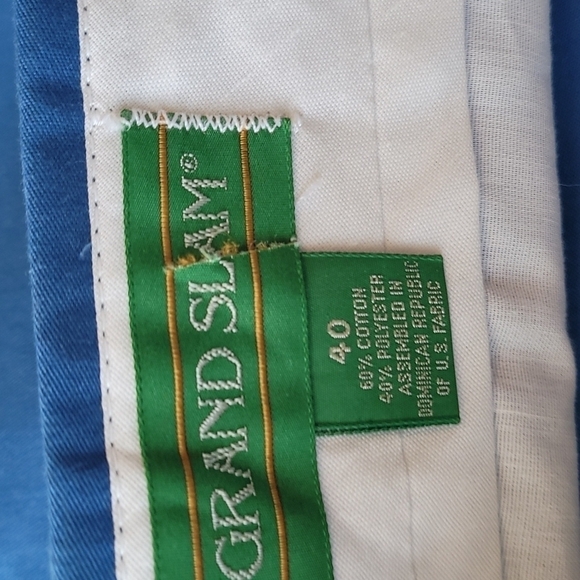 GRAND SLAM®
40
60% COTTON
40% POLYESTER
ASSEMBLED IN
DOMINICAN REPUBLIC
OF U.S. FABRIC